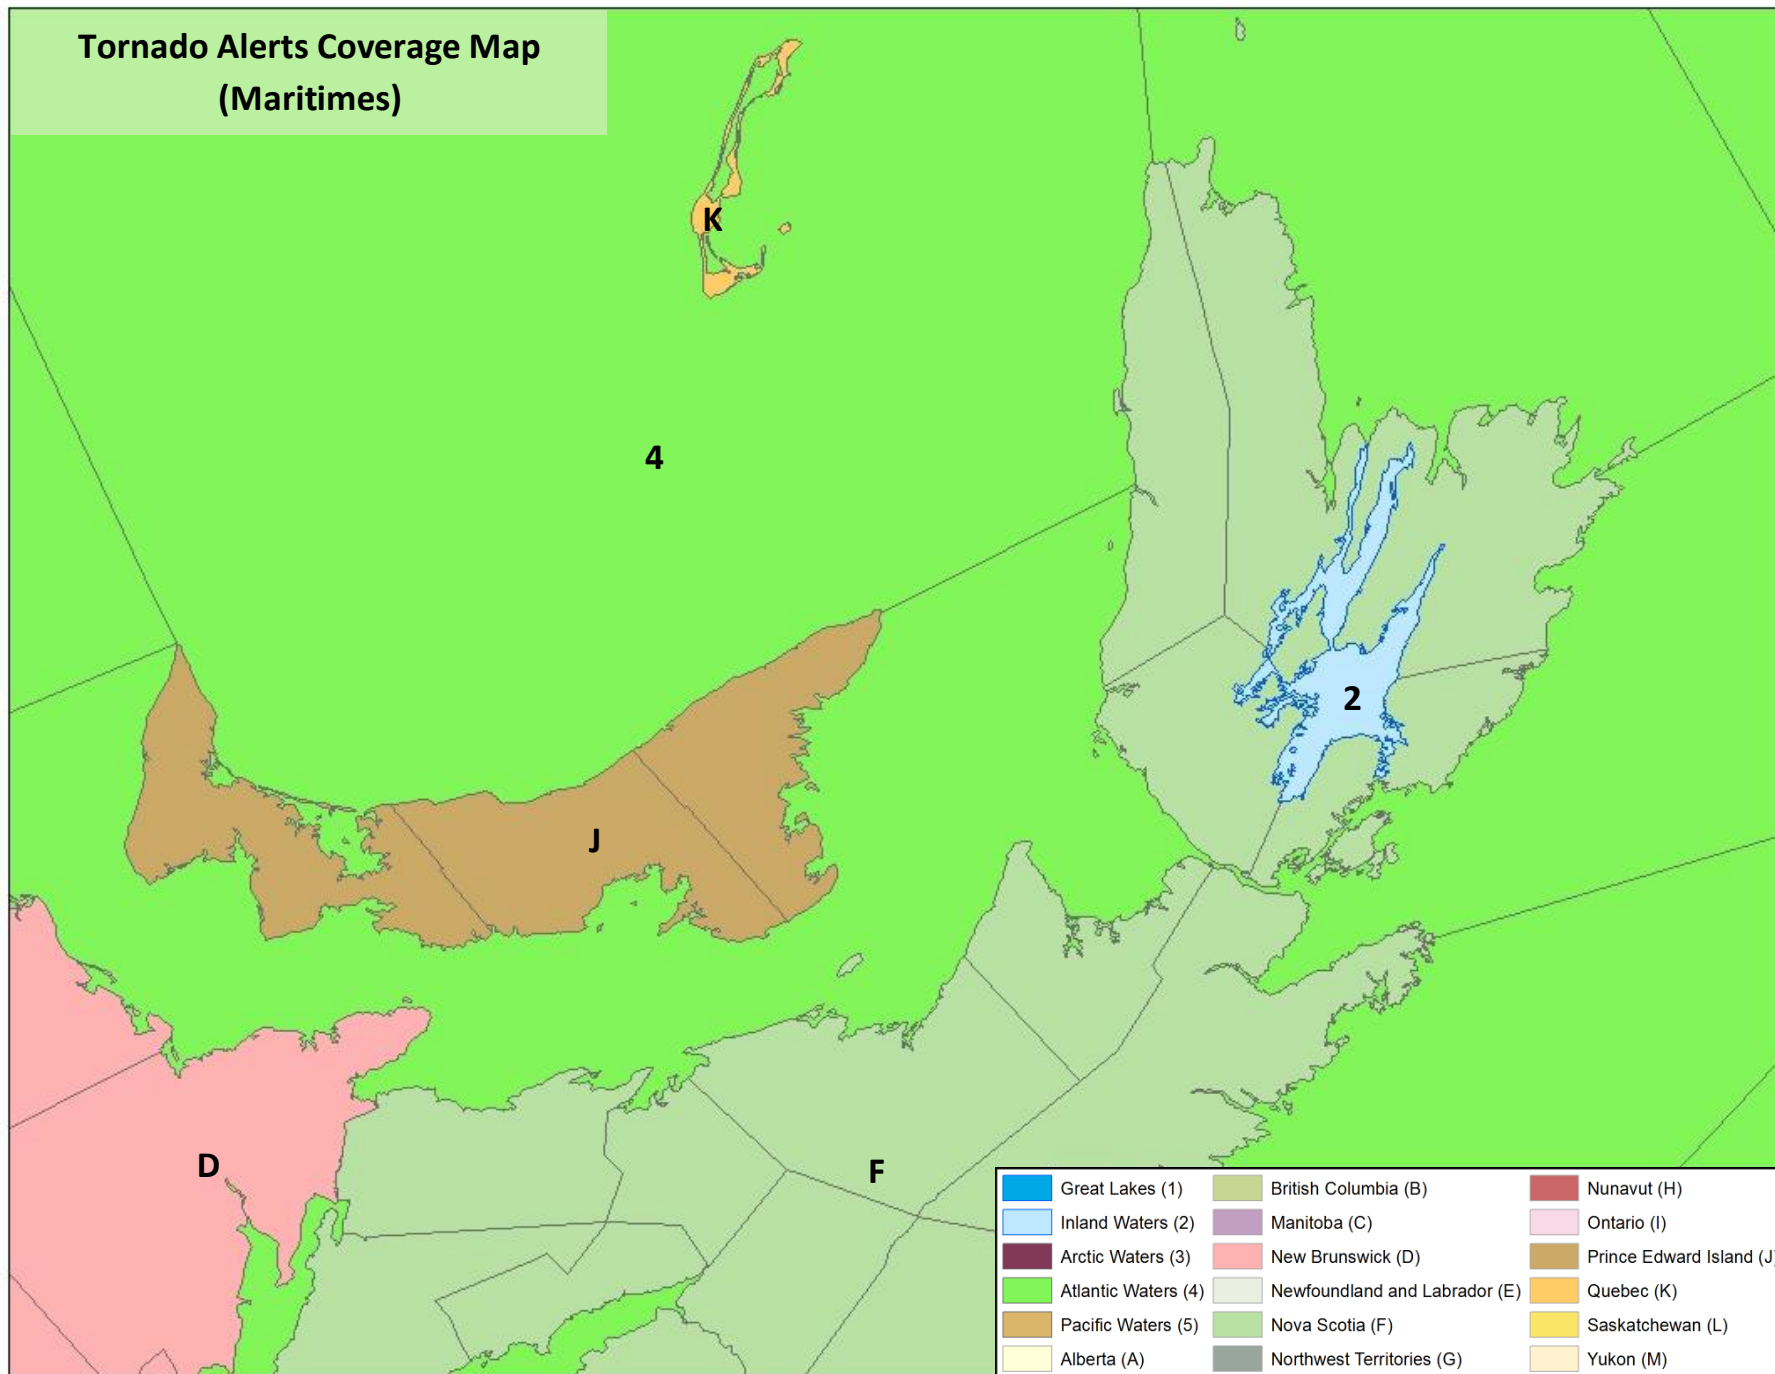 Tornado Alerts Coverage Map
(Maritimes)
K
4
2
J
D
F
Great Lakes (1)
Inland Waters (2)
Arctic Waters (3)
Atlantic Waters (4)
Pacific Waters (5)
Alberta (A)
British Columbia (B)
Manitoba (C)
New Brunswick (D)
Newfoundland and Labrador (E)
Nova Scotia (F)
Northwest Territories (G)
Nunavut (H)
Ontario (I)
Prince Edward Island (J)
Quebec (K)
Saskatchewan (L)
Yukon (M)